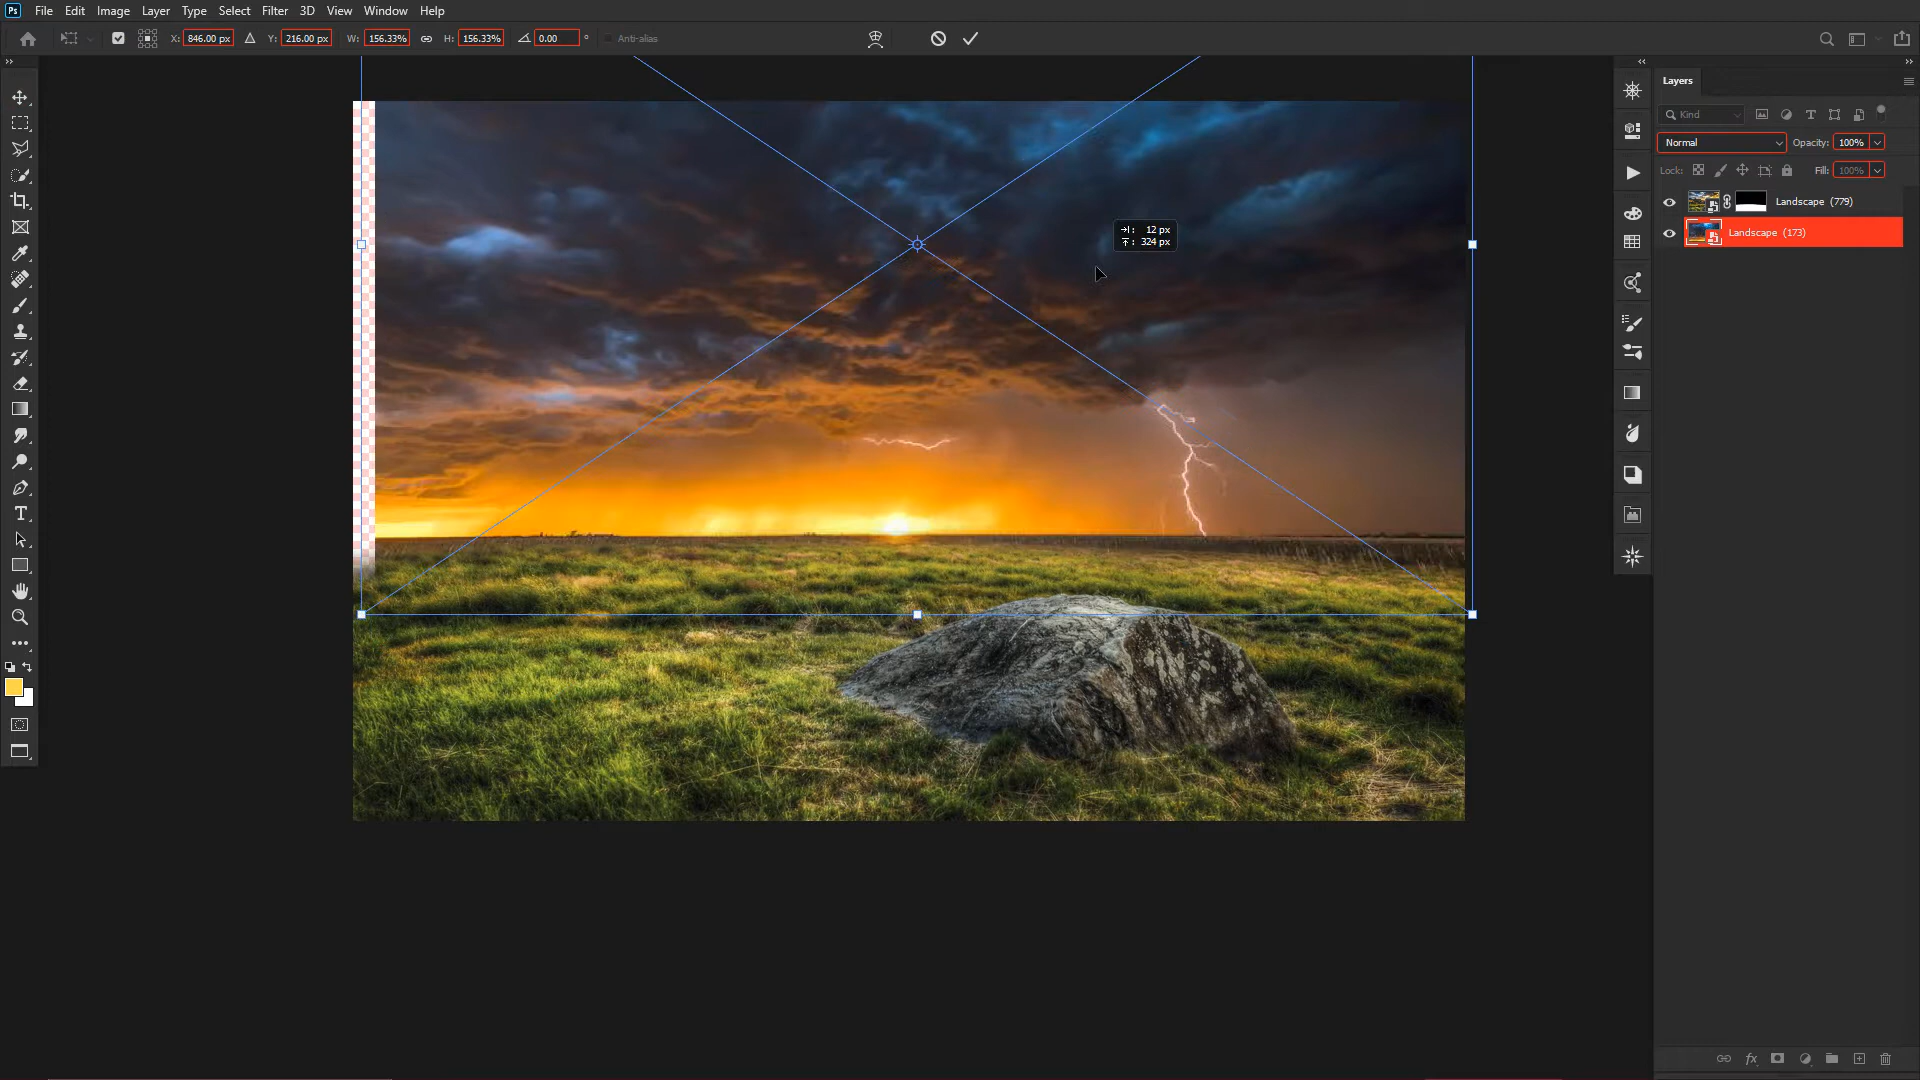 Ps File Edit Image Layer Type Select Filter 3D View Window Help
X: 846.00 px Y: 216.00 px W: 156.33% H: 156.33% 0.00 ° Anti-alias
Layers
Kind
Normal Opacity: 100%
Lock: Fill: 100%
Landscape (779)
Landscape (173)
: 12 px
: 324 px